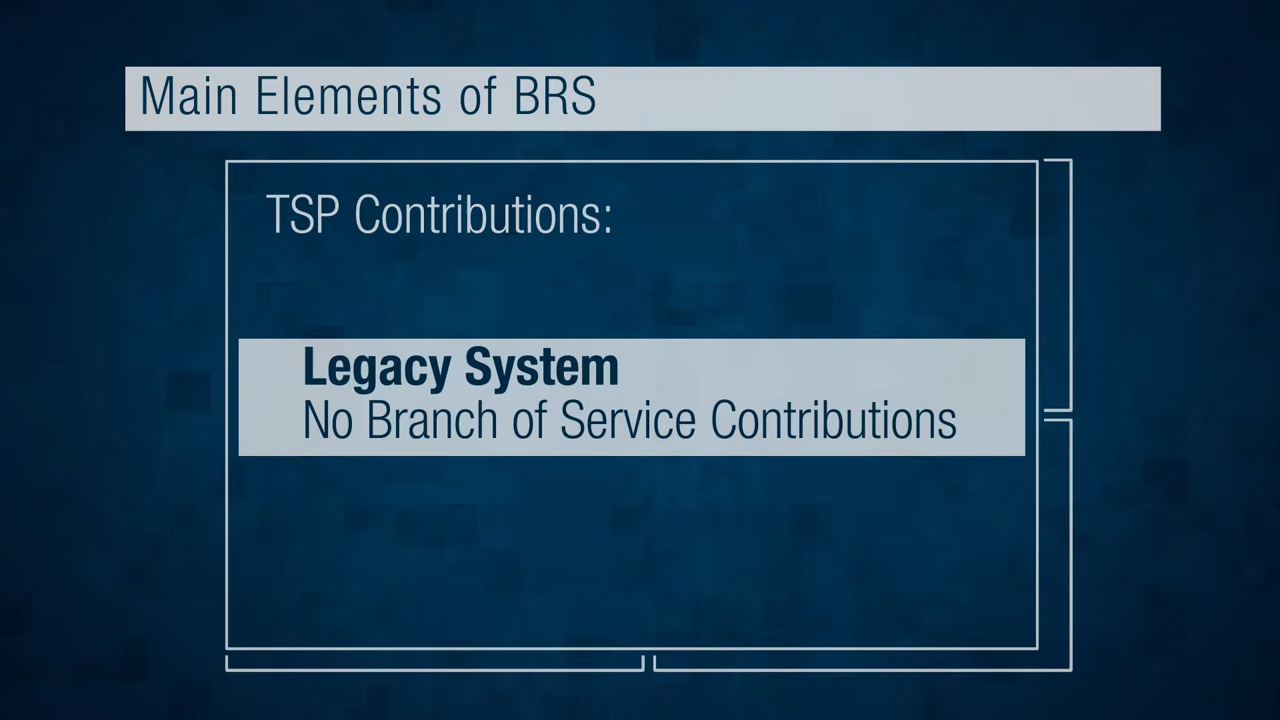 Main Elements of BRS
TSP Contributions:
Legacy System
No Branch of Service Contributions